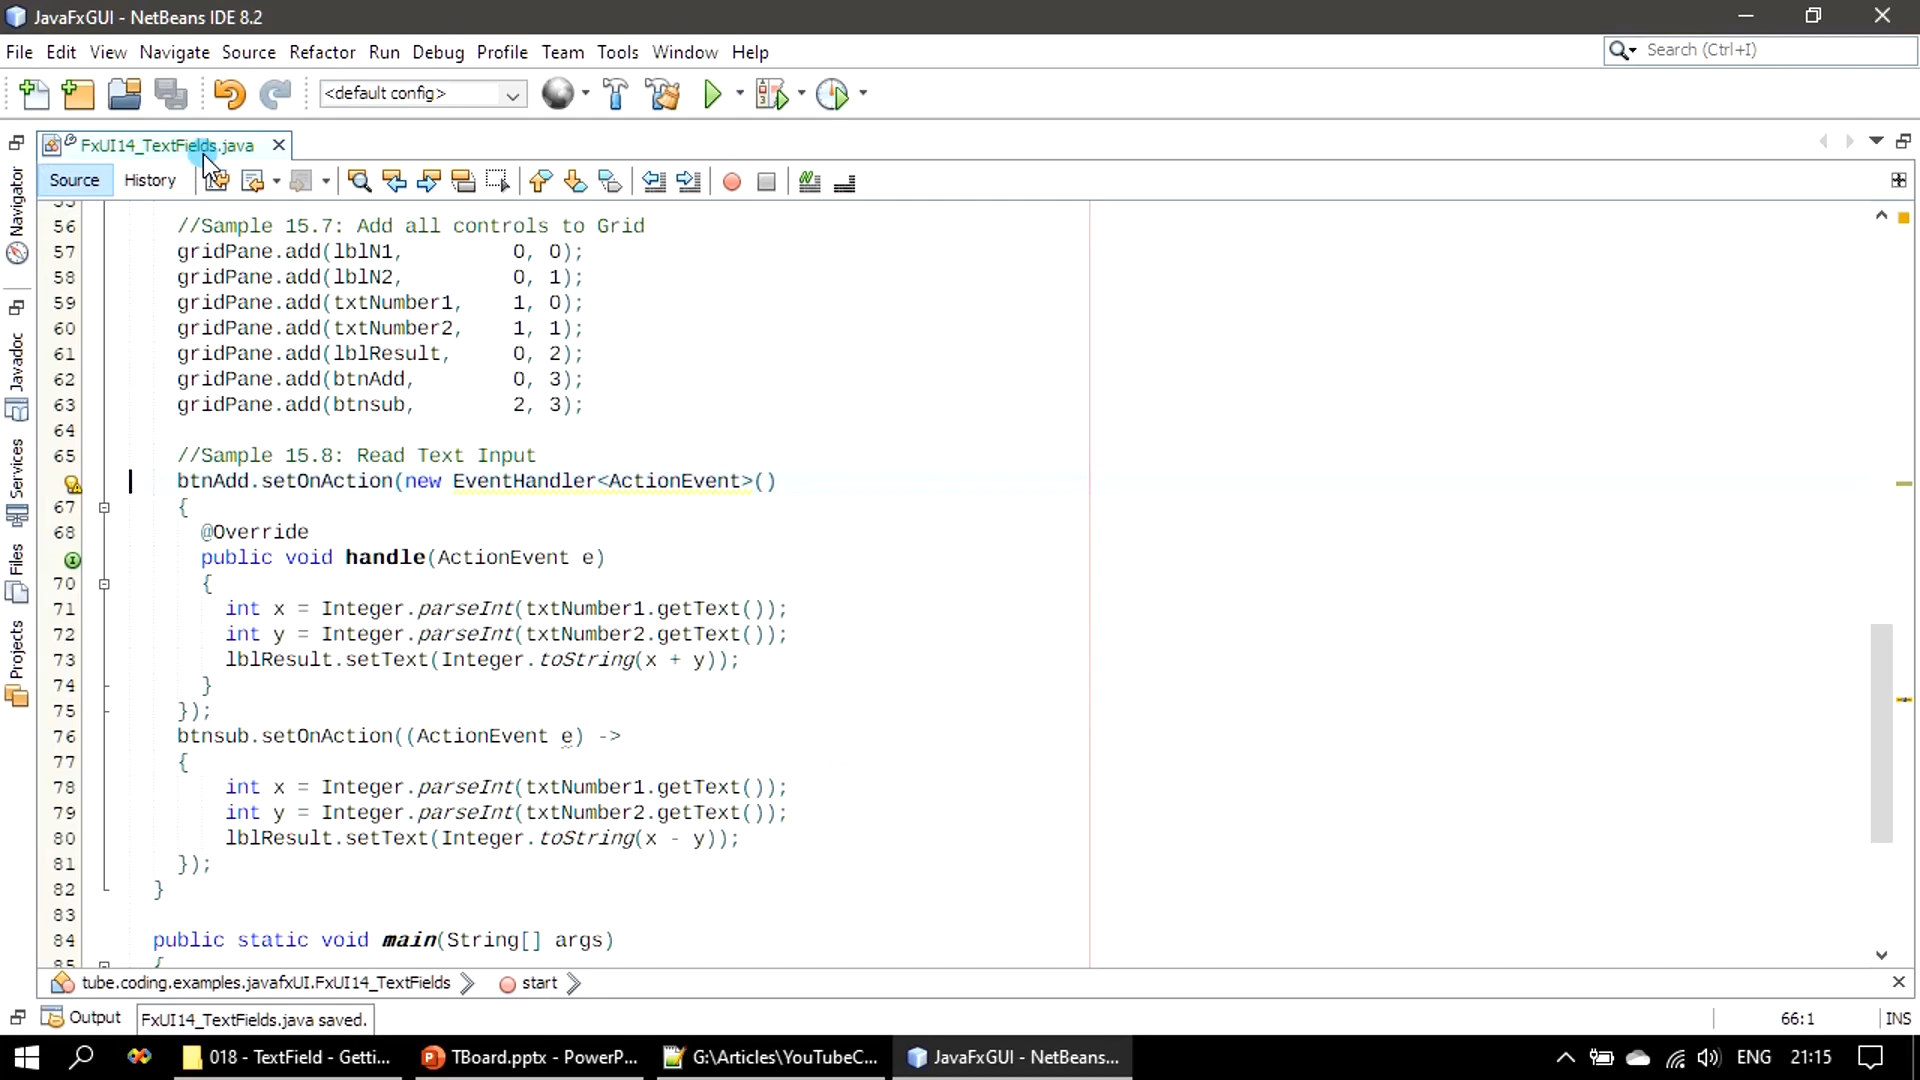 JavaFxGUI - NetBeans IDE 8.2
File Edit View Navigate Source Refactor Run Debug Profile Team Tools Window Help
Search (Ctrl+I)
<default config>
FxUI14_TextFields.java
Source History
Navigator
Javadoc
Services
Files
Projects
56 //Sample 15.7: Add all controls to Grid
57 gridPane.add(lblN1, 0, 0);
58 gridPane.add(lblN2, 0, 1);
59 gridPane.add(txtNumber1, 1, 0);
60 gridPane.add(txtNumber2, 1, 1);
61 gridPane.add(lblResult, 0, 2);
62 gridPane.add(btnAdd, 0, 3);
63 gridPane.add(btnsub, 2, 3);
64
65 //Sample 15.8: Read Text Input
btnAdd.setOnAction(new EventHandler<ActionEvent>()
67 {
68 @Override
public void handle(ActionEvent e)
70 {
71 int x = Integer.parseInt(txtNumber1.getText());
72 int y = Integer.parseInt(txtNumber2.getText());
73 lblResult.setText(Integer.toString(x + y));
74 }
75 });
76 btnsub.setOnAction((ActionEvent e) ->
77 {
78 int x = Integer.parseInt(txtNumber1.getText());
79 int y = Integer.parseInt(txtNumber2.getText());
80 lblResult.setText(Integer.toString(x - y));
81 });
82 }
83
84 public static void main(String[] args)
85 {
tube.coding.examples.javafxUI.FxUI14_TextFields start
Output FxUI14_TextFields.java saved. 66:1 INS
018 - TextField - Getti... TBoard.pptx - PowerP... G:\Articles\YouTubeC... JavaFxGUI - NetBeans... ENG 21:15